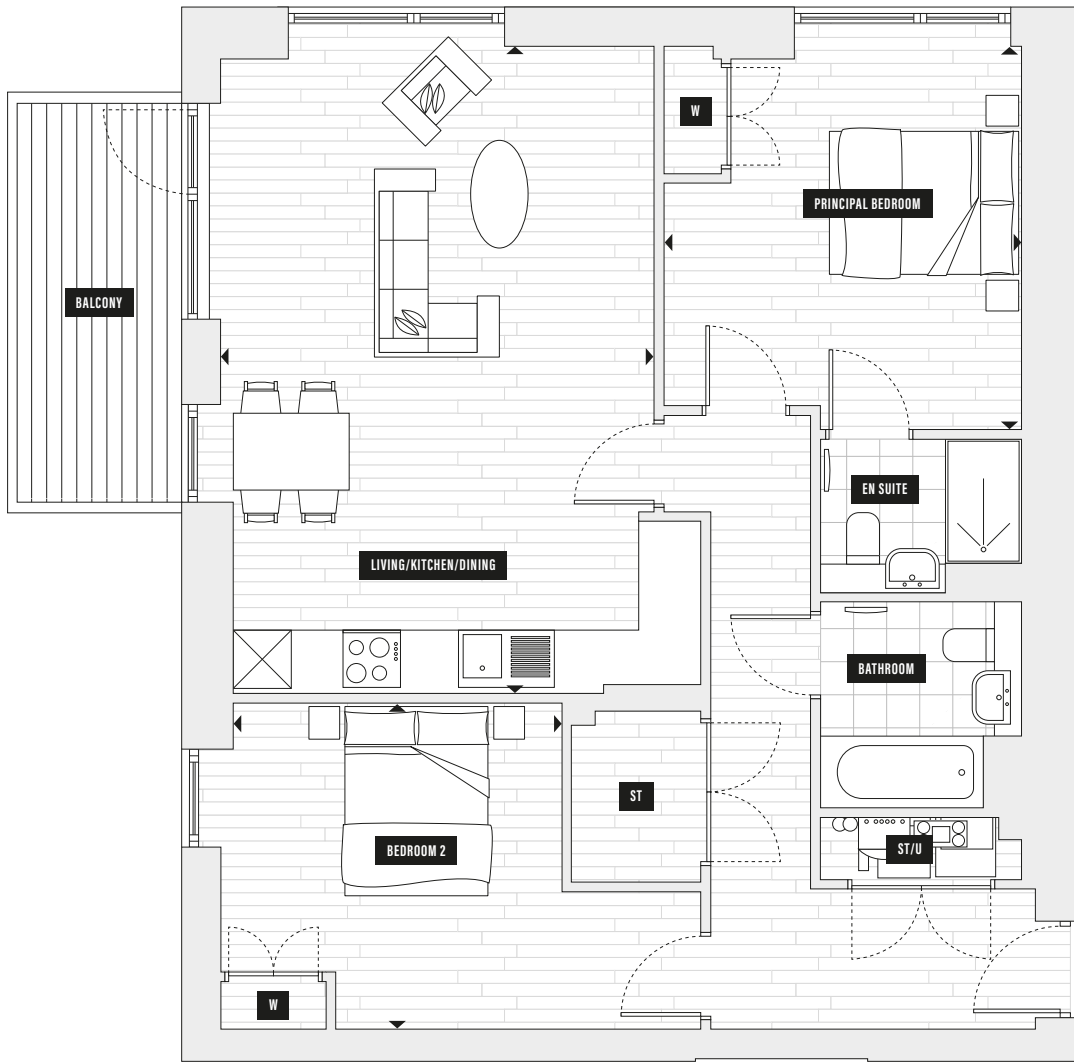 W
PRINCIPAL BEDROOM
BALCONY
EN SUITE
LIVING/KITCHEN/DINING
BATHROOM
ST
BEDROOM 2
ST/U
W